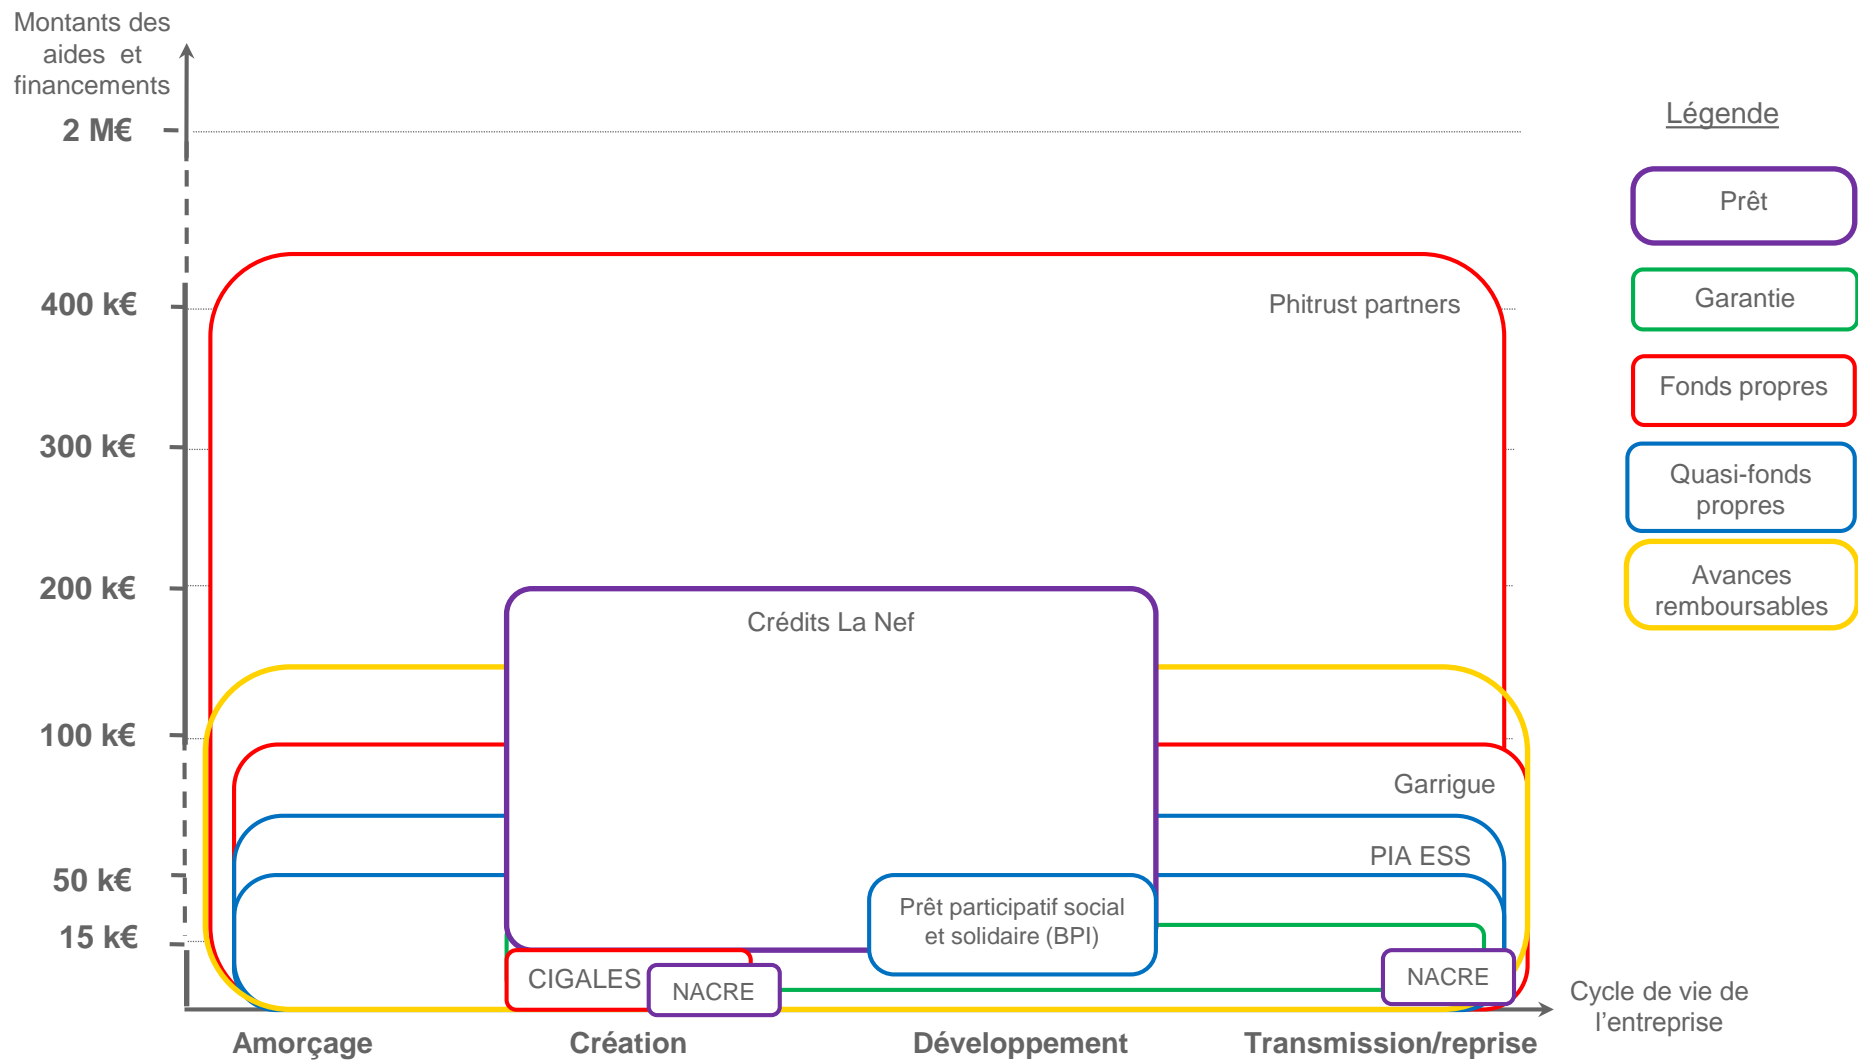 Montants des
aides et
financements
2 M€
400 k€
300 k€
200 k€
100 k€
50 k€
15 k€
Phitrust partners
Crédits La Nef
Garrigue
PIA ESS
Prêt participatif social
et solidaire (BPI)
CIGALES
NACRE
NACRE
Amorçage
Création
Développement
Transmission/reprise
Cycle de vie de
l’entreprise
Légende
Prêt
Garantie
Fonds propres
Quasi-fonds
propres
Avances
remboursables